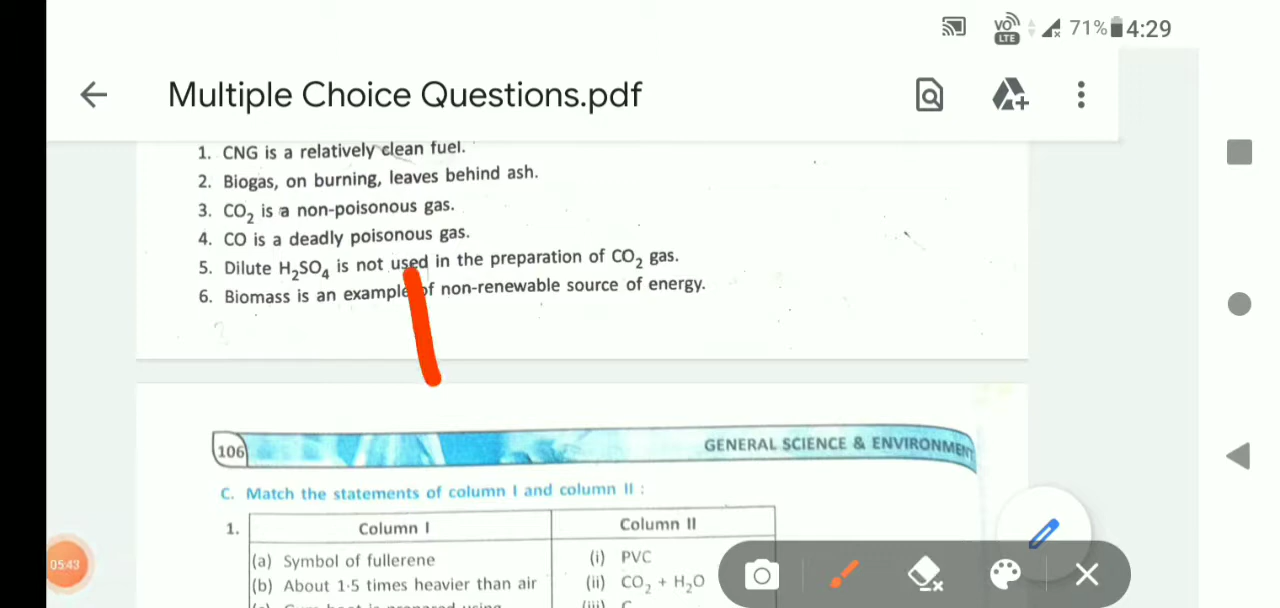 VO
LTE
71%
4:29
Multiple Choice Questions.pdf
1. CNG is a relatively clean fuel.
2. Biogas, on burning, leaves behind ash.
3. CO₂ is a non-poisonous gas.
4. CO is a deadly poisonous gas.
5. Dilute H₂SO₄ is not used in the preparation of CO₂ gas.
6. Biomass is an example of non-renewable source of energy.
106
GENERAL SCIENCE & ENVIRONMENT
C. Match the statements of column I and column II :
1.
Column I
Column II
(a) Symbol of fullerene
(i) PVC
(b) About 1·5 times heavier than air
(ii) CO₂ + H₂O
(iii) C
05:43